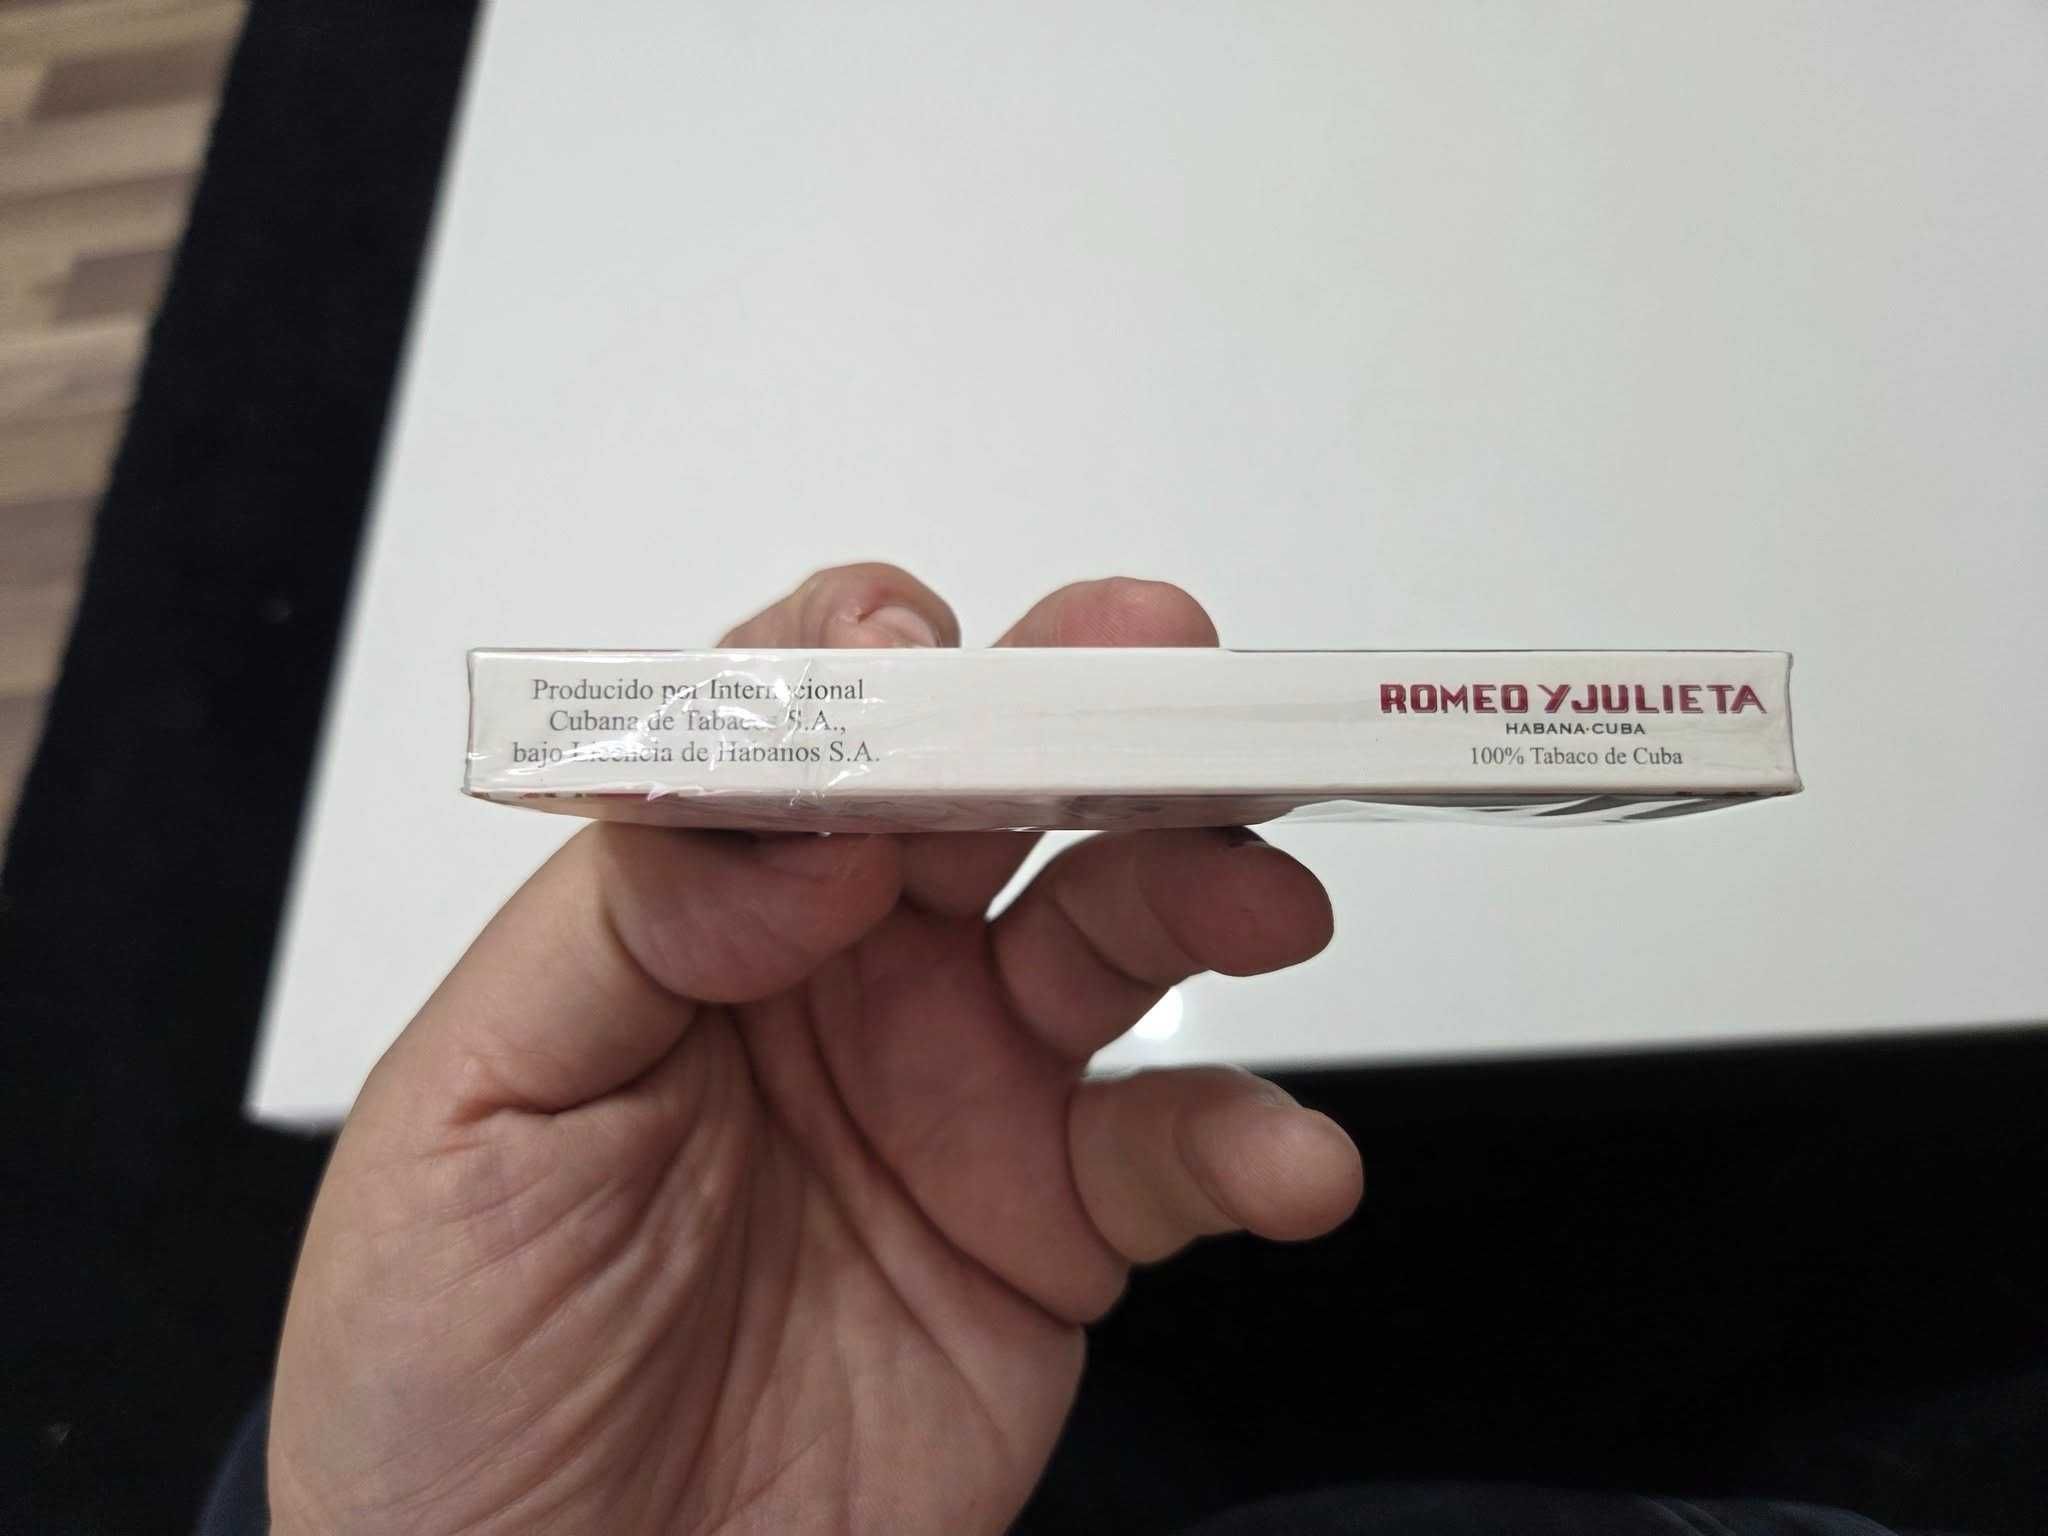 Producido por Internacional
Cubana de Tabacos S.A.,
bajo Licencia de Habanos S.A.
ROMEO Y JULIETA
HABANA·CUBA
100% Tabaco de Cuba